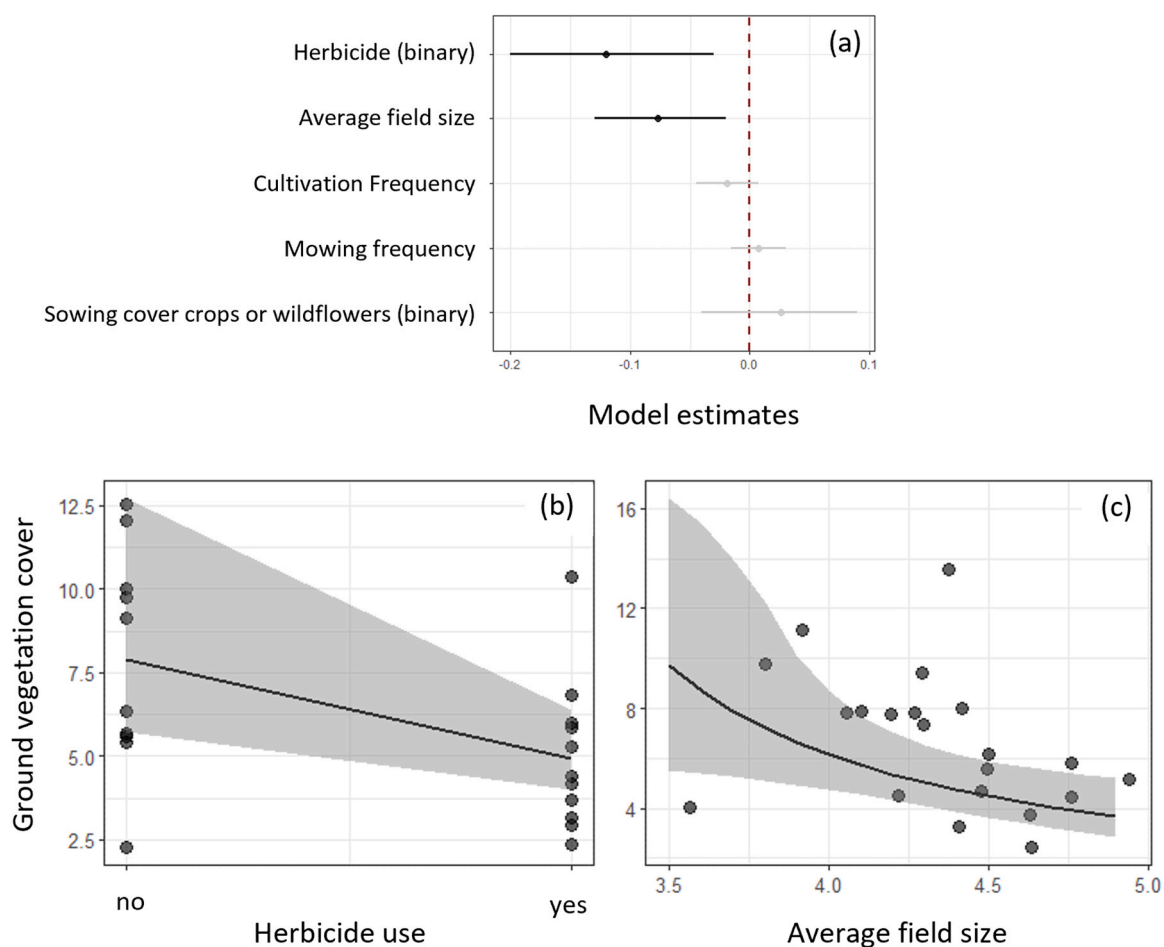 (a)
Herbicide (binary)
Average field size
Cultivation Frequency
Mowing frequency
Sowing cover crops or wildflowers (binary)
-0.2 -0.1 0.0 0.1
Model estimates
Ground vegetation cover
(b)
12.5
10.0
7.5
5.0
2.5
no yes
Herbicide use
(c)
16
12
8
4
3.5 4.0 4.5 5.0
Average field size